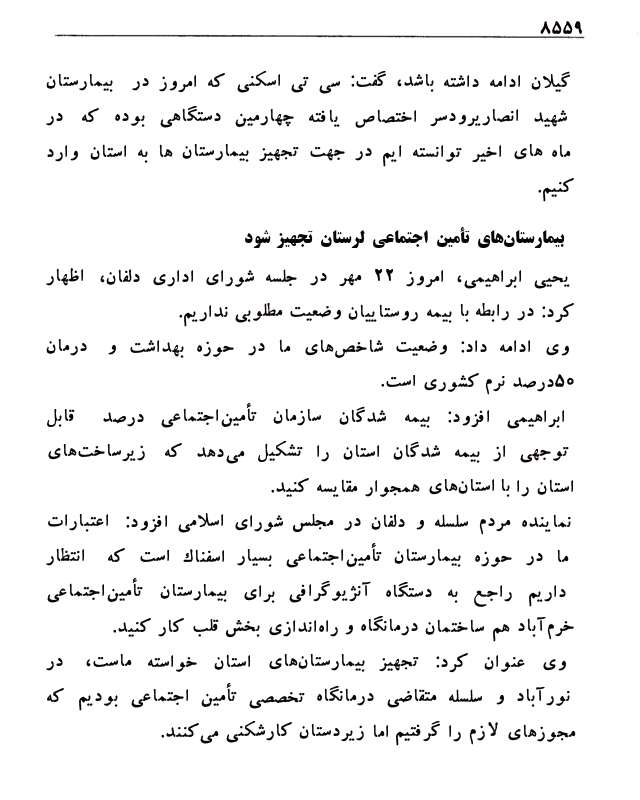 ۸۵۵۹
گیلان ادامه داشته باشد، گفت: سی تی اسکنی که امروز در بیمارستان
شهید انصاریرودسر اختصاص یافته چهارمین دستگاهی بوده که در
ماه های اخیر توانسته ایم در جهت تجهیز بیمارستان ها به استان وارد
کنیم.
بیمارستان‌های تأمین اجتماعی لرستان تجهیز شود
یحیی ابراهیمی، امروز ۲۲ مهر در جلسه شورای اداری دلفان، اظهار
کرد: در رابطه با بیمه روستاییان وضعیت مطلوبی نداریم.
وی ادامه داد: وضعیت شاخص‌های ما در حوزه بهداشت و درمان
۵۰درصد نرم کشوری است.
ابراهیمی افزود: بیمه شدگان سازمان تأمین‌اجتماعی درصد قابل
توجهی از بیمه شدگان استان را تشکیل می‌دهد که زیرساخت‌های
استان را با استان‌های همجوار مقایسه کنید.
نماینده مردم سلسله و دلفان در مجلس شورای اسلامی افزود: اعتبارات
ما در حوزه بیمارستان تأمین‌اجتماعی بسیار اسفناك است که انتظار
داریم راجع به دستگاه آنژیوگرافی برای بیمارستان تأمین‌اجتماعی
خرم‌آباد هم ساختمان درمانگاه و راه‌اندازی بخش قلب کار کنید.
وی عنوان کرد: تجهیز بیمارستان‌های استان خواسته ماست، در
نورآباد و سلسله متقاضی درمانگاه تخصصی تأمین اجتماعی بودیم که
مجوزهای لازم را گرفتیم اما زیردستان کارشکنی می‌کنند.